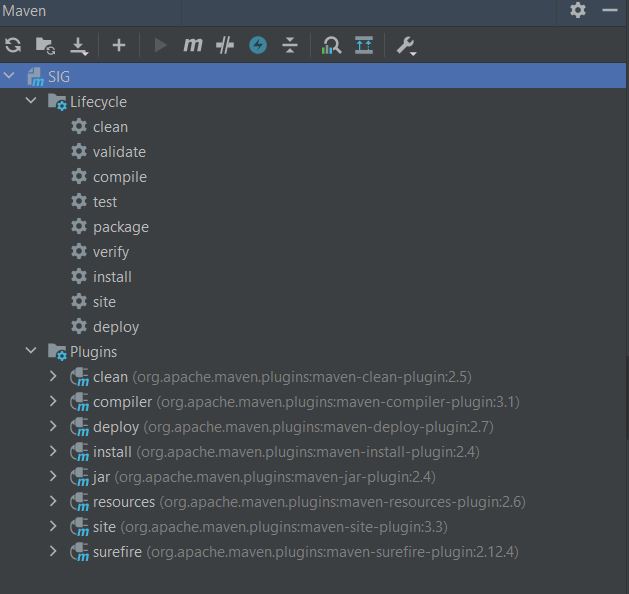 Maven
SIG
Lifecycle
clean
validate
compile
test
package
verify
install
site
deploy
Plugins
clean (org.apache.maven.plugins:maven-clean-plugin:2.5)
compiler (org.apache.maven.plugins:maven-compiler-plugin:3.1)
deploy (org.apache.maven.plugins:maven-deploy-plugin:2.7)
install (org.apache.maven.plugins:maven-install-plugin:2.4)
jar (org.apache.maven.plugins:maven-jar-plugin:2.4)
resources (org.apache.maven.plugins:maven-resources-plugin:2.6)
site (org.apache.maven.plugins:maven-site-plugin:3.3)
surefire (org.apache.maven.plugins:maven-surefire-plugin:2.12.4)